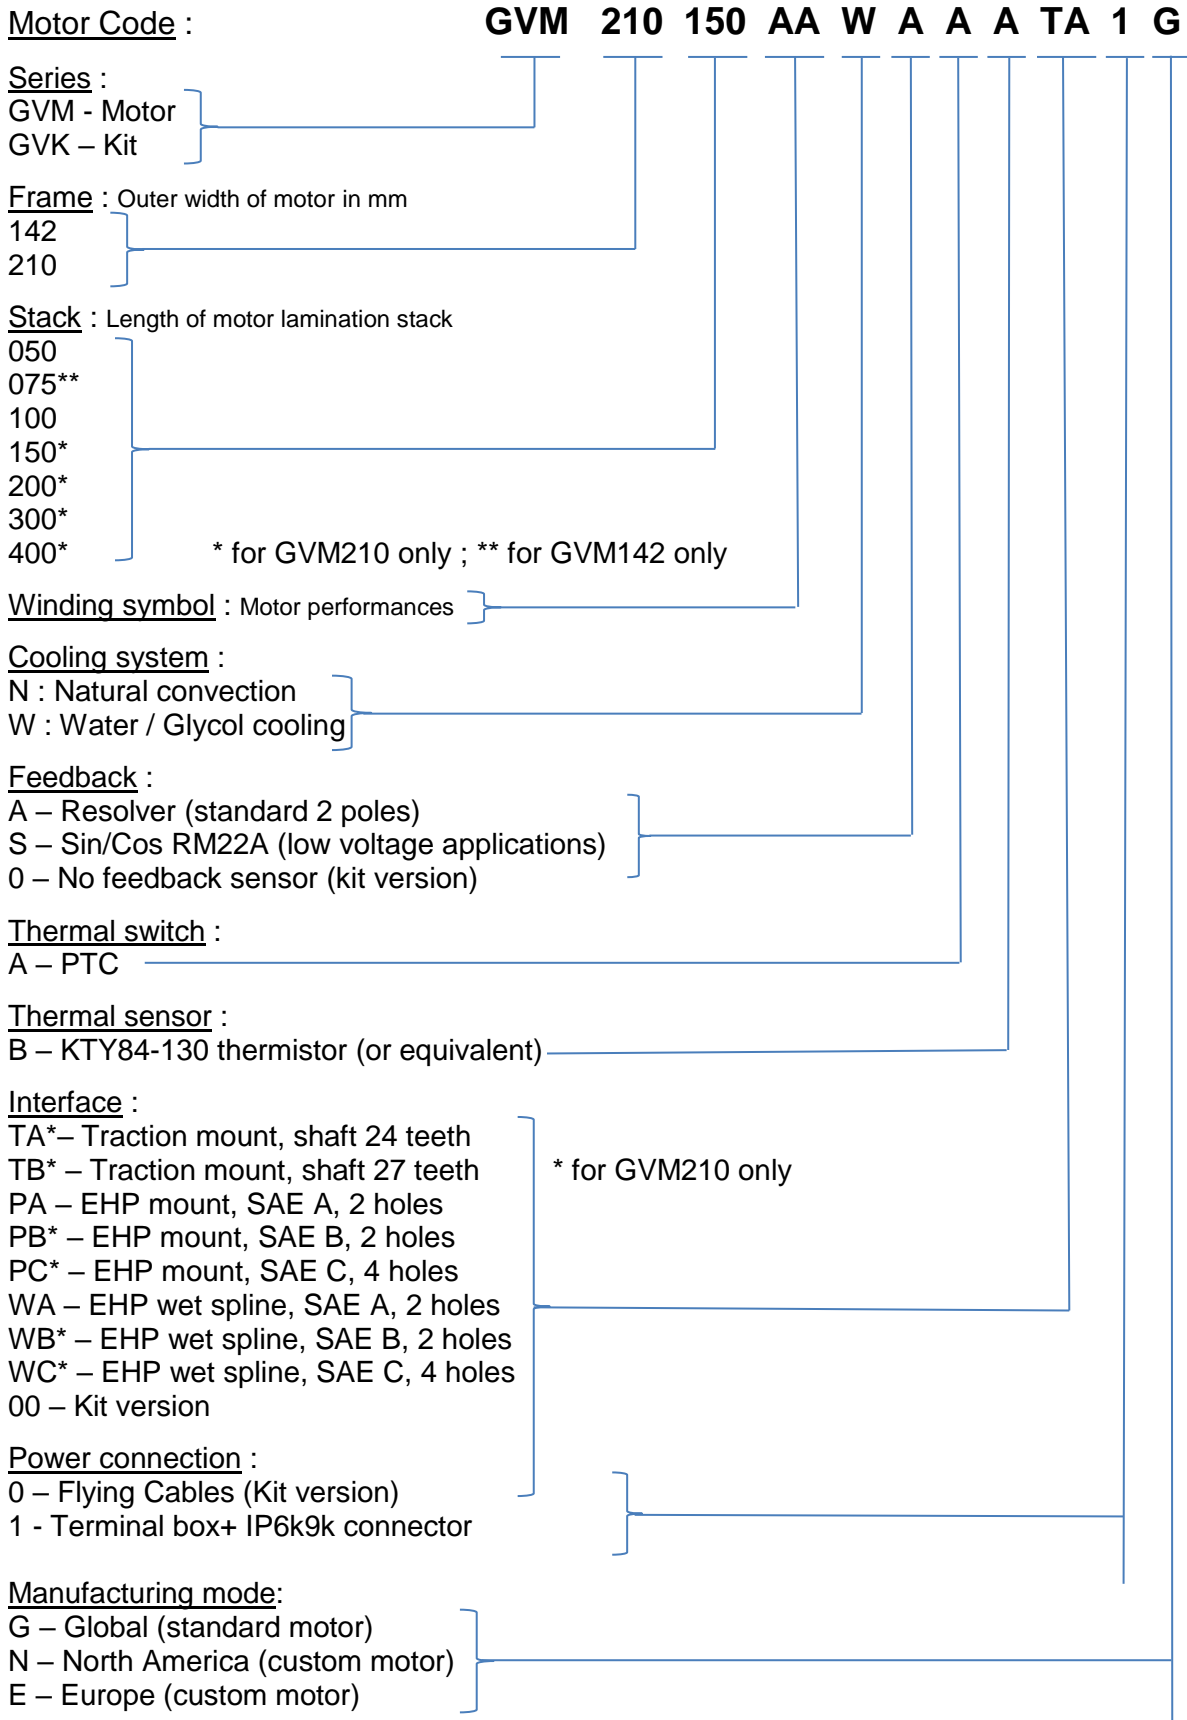 Motor Code : GVM 210 150 AA W A A A TA 1 G
Series :
GVM - Motor
GVK – Kit
Frame : Outer width of motor in mm
142
210
Stack : Length of motor lamination stack
050
075**
100
150*
200*
300*
400* * for GVM210 only ; ** for GVM142 only
Winding symbol : Motor performances
Cooling system :
N : Natural convection
W : Water / Glycol cooling
Feedback :
A – Resolver (standard 2 poles)
S – Sin/Cos RM22A (low voltage applications)
0 – No feedback sensor (kit version)
Thermal switch :
A – PTC
Thermal sensor :
B – KTY84-130 thermistor (or equivalent)
Interface :
TA*– Traction mount, shaft 24 teeth
TB* – Traction mount, shaft 27 teeth * for GVM210 only
PA – EHP mount, SAE A, 2 holes
PB* – EHP mount, SAE B, 2 holes
PC* – EHP mount, SAE C, 4 holes
WA – EHP wet spline, SAE A, 2 holes
WB* – EHP wet spline, SAE B, 2 holes
WC* – EHP wet spline, SAE C, 4 holes
00 – Kit version
Power connection :
0 – Flying Cables (Kit version)
1 - Terminal box+ IP6k9k connector
Manufacturing mode:
G – Global (standard motor)
N – North America (custom motor)
E – Europe (custom motor)